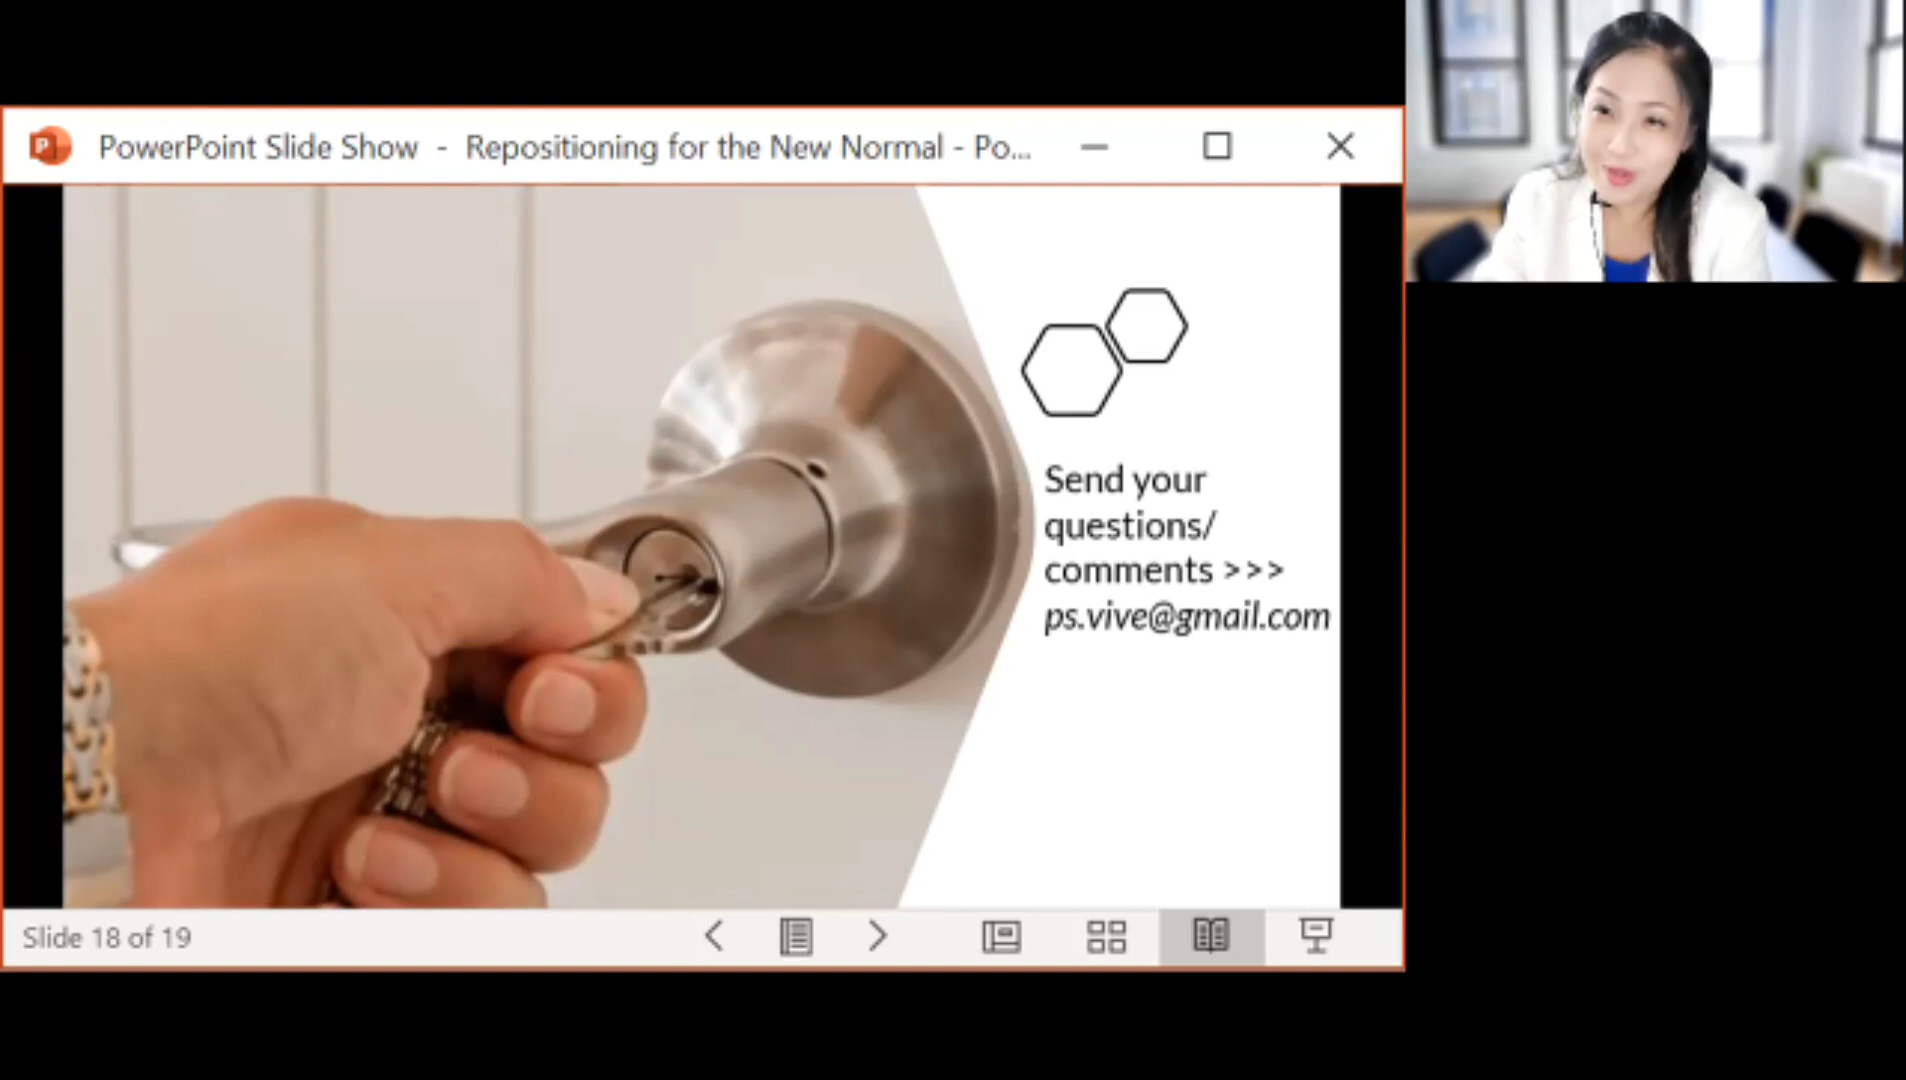 P PowerPoint Slide Show - Repositioning for the New Normal - Po...
Send your
questions/
comments >>>
ps.vive@gmail.com
Slide 18 of 19